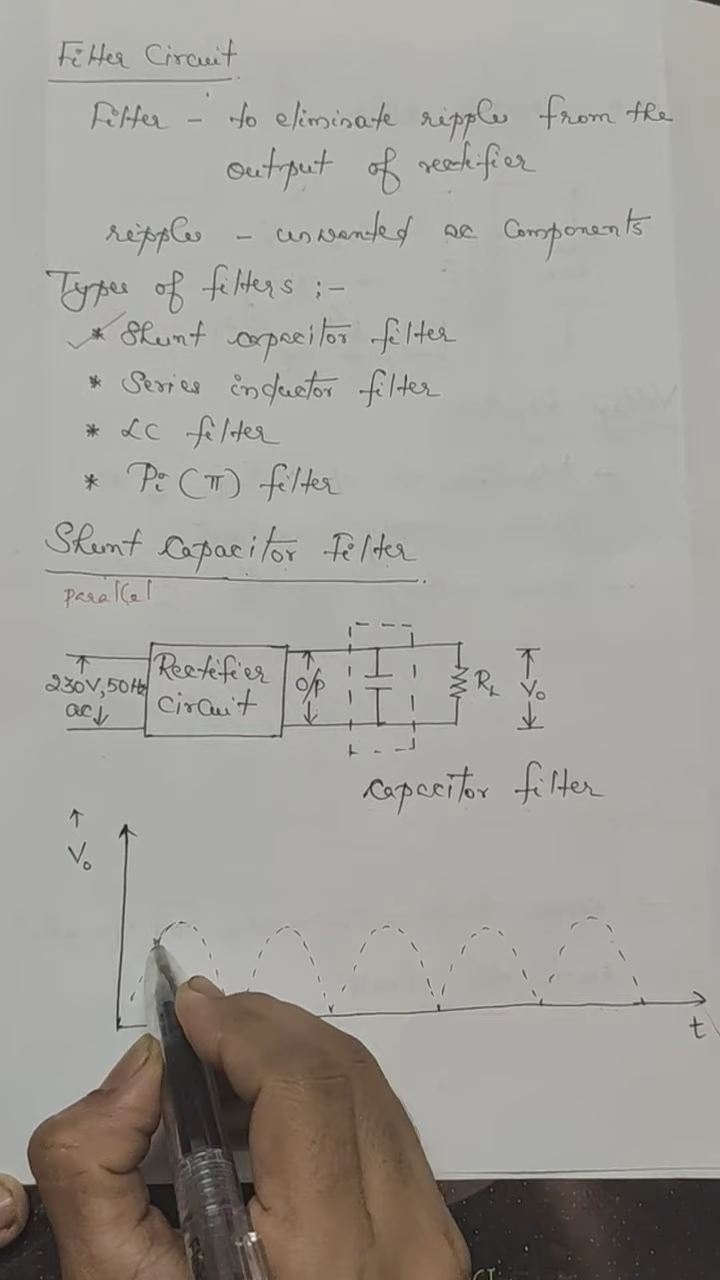 Filter Circuit
Filter - to eliminate ripples from the
output of rectifier
ripples - unwanted ac components
Types of filters :-
* Shunt capacitor filter
* Series inductor filter
* LC filter
* Pi (π) filter
Shunt Capacitor Filter
parallel
230V, 50Hz
ac
Rectifier
Circuit
O/p
RL
Vo
Capacitor filter
Vo
t